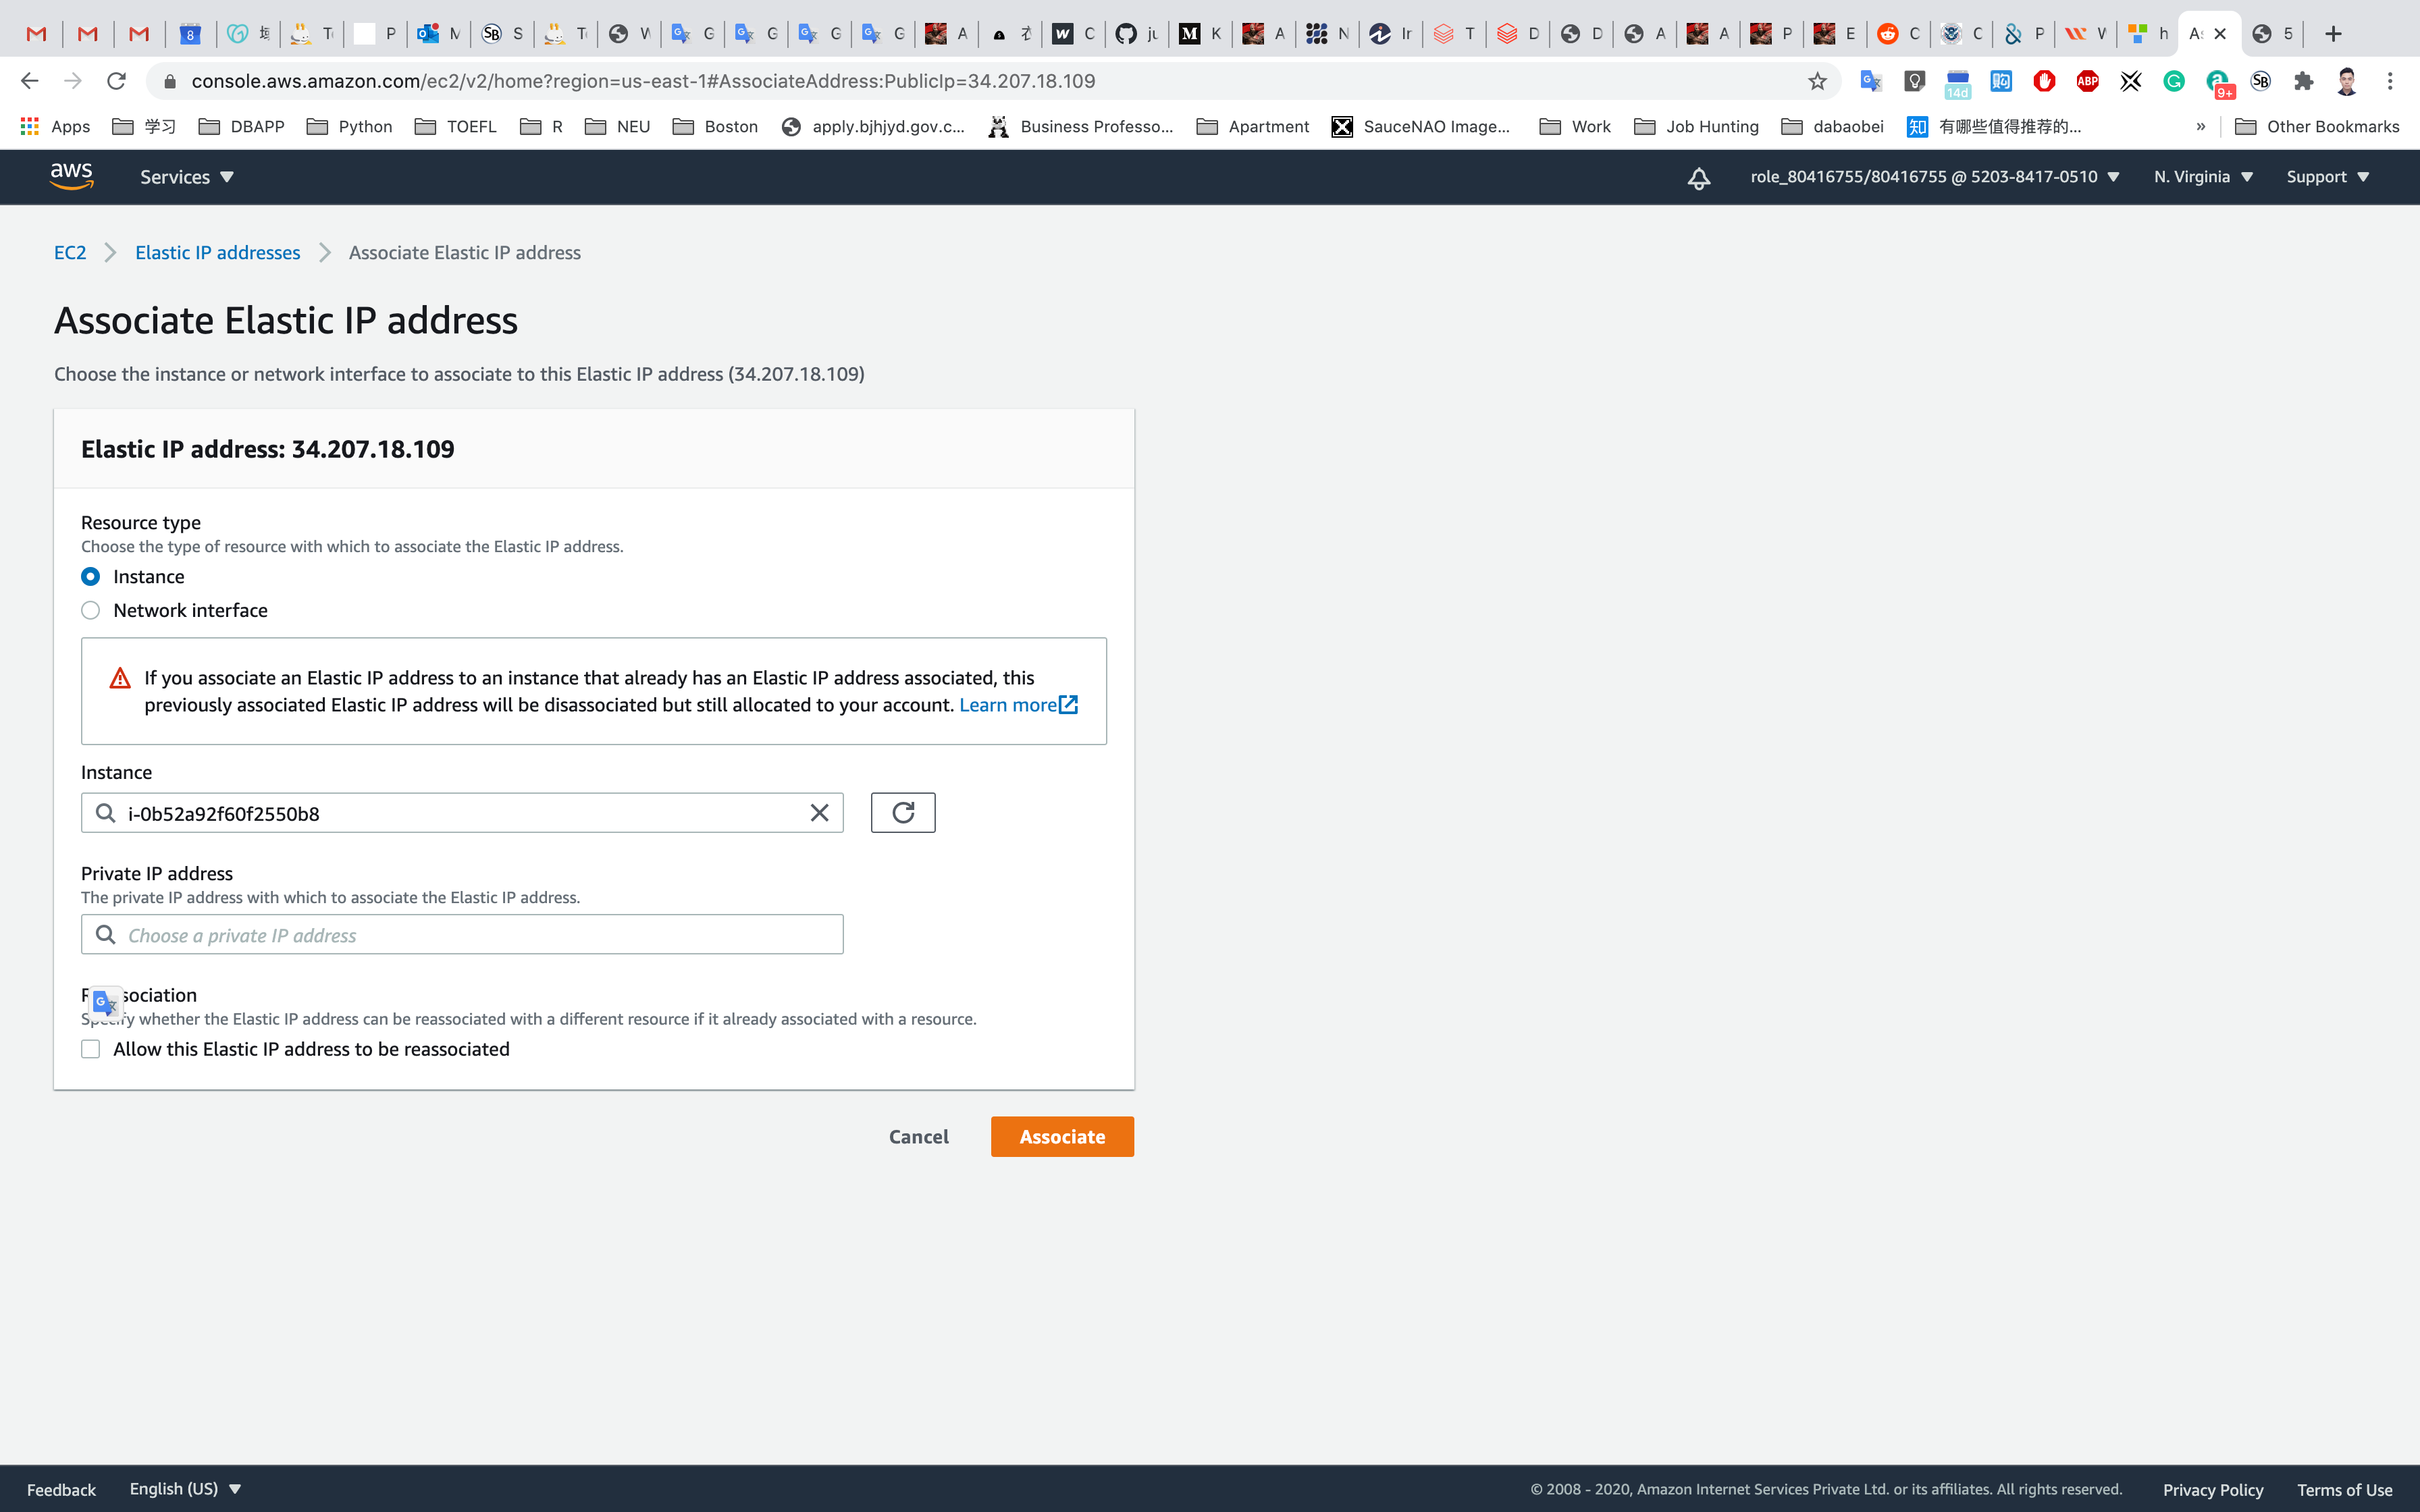 8 T P M S T W G G G G A C ju K A N Ir T D D A A P E C C P W h A 5
console.aws.amazon.com/ec2/v2/home?region=us-east-1#AssociateAddress:PublicIp=34.207.18.109
14d ABP 9+ SB
Apps 学习 DBAPP Python TOEFL R NEU Boston apply.bjhjyd.gov.c... Business Professo... Apartment SauceNAO Image... Work Job Hunting dabaobei 知 有哪些值得推荐的... » Other Bookmarks
aws Services role_80416755/80416755 @ 5203-8417-0510 N. Virginia Support
EC2 Elastic IP addresses Associate Elastic IP address
Associate Elastic IP address
Choose the instance or network interface to associate to this Elastic IP address (34.207.18.109)
Elastic IP address: 34.207.18.109
Resource type
Choose the type of resource with which to associate the Elastic IP address.
Instance
Network interface
If you associate an Elastic IP address to an instance that already has an Elastic IP address associated, this
previously associated Elastic IP address will be disassociated but still allocated to your account. Learn more
Instance
i-0b52a92f60f2550b8
Private IP address
The private IP address with which to associate the Elastic IP address.
Choose a private IP address
sociation
whether the Elastic IP address can be reassociated with a different resource if it already associated with a resource.
Allow this Elastic IP address to be reassociated
Cancel Associate
Feedback English (US) © 2008 - 2020, Amazon Internet Services Private Ltd. or its affiliates. All rights reserved. Privacy Policy Terms of Use